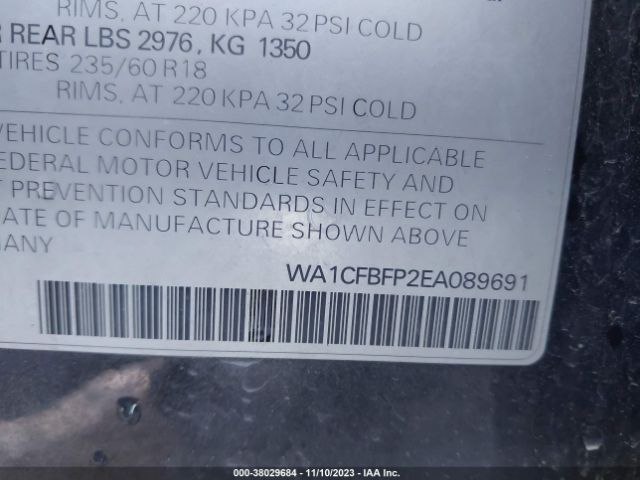 RIMS, AT 220 KPA 32 PSI COLD
REAR LBS 2976, KG 1350
TIRES 235/60 R18
RIMS, AT 220 KPA 32 PSI COLD
VEHICLE CONFORMS TO ALL APPLICABLE
EDERAL MOTOR VEHICLE SAFETY AND
T PREVENTION STANDARDS IN EFFECT ON
ATE OF MANUFACTURE SHOWN ABOVE
MANY
WA1CFBFP2EA089691
000-38029684 - 11/10/2023 - IAA Inc.